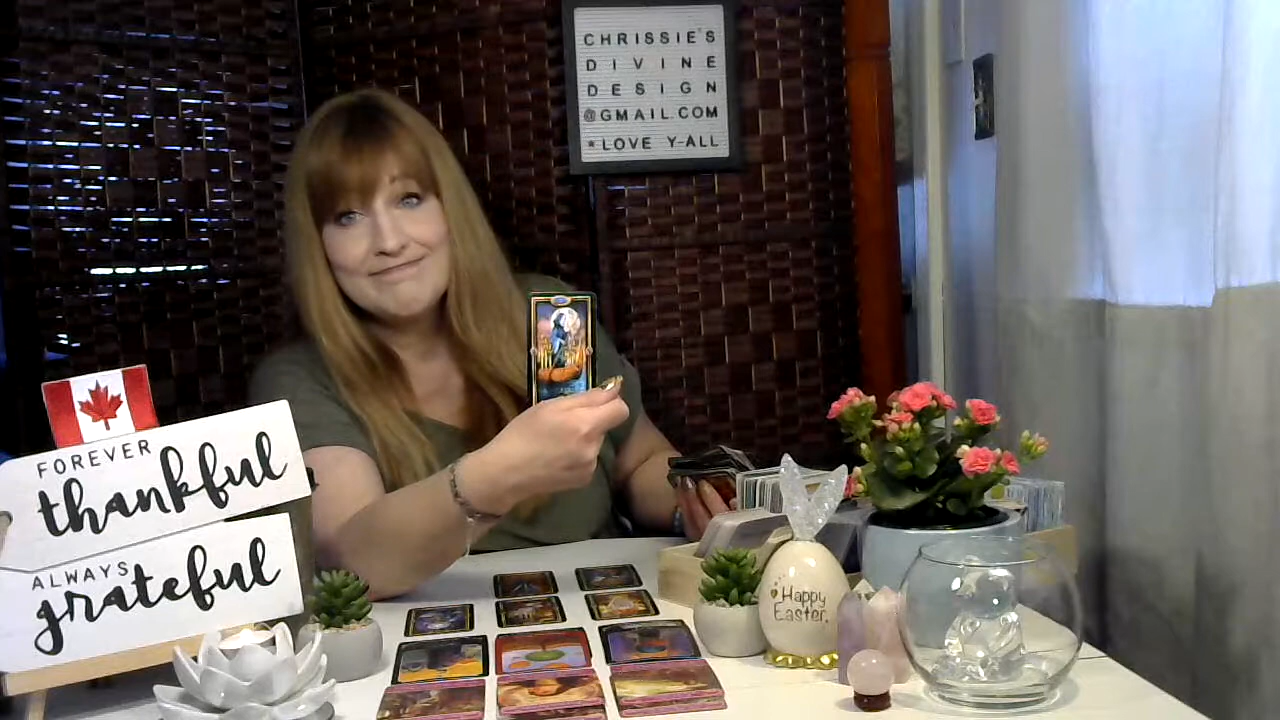 CHRISSIE'S
DIVINE
DESIGN
@GMAIL.COM
*LOVE Y-ALL
FOREVER
thankful
ALWAYS
grateful
Happy
Easter.